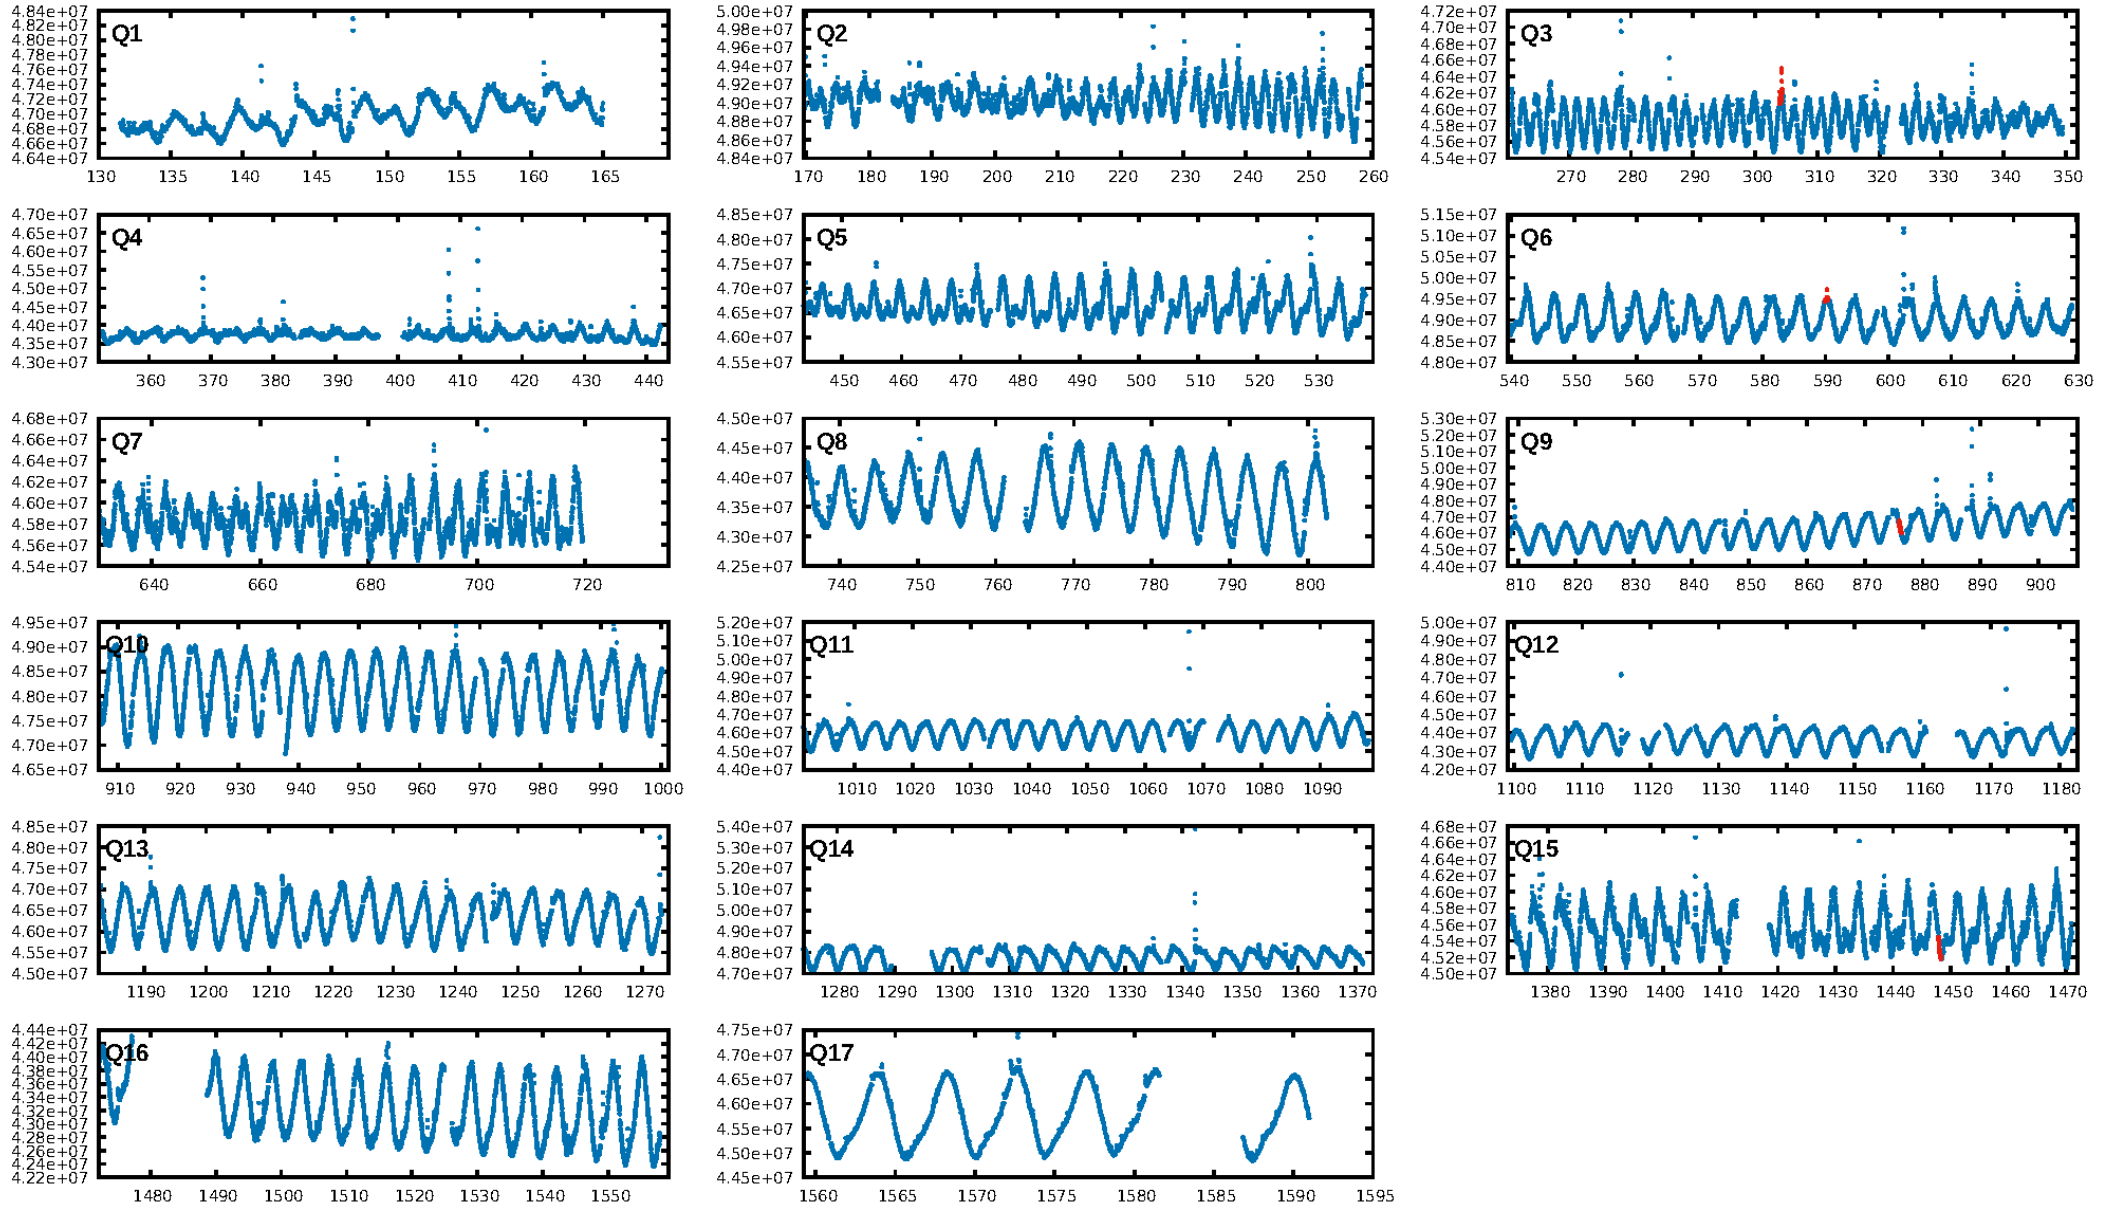 Q1
4.84e+07
4.83e+07
4.80e+07
4.78e+07
4.76e+07
4.74e+07
4.72e+07
4.70e+07
4.68e+07
4.66e+07
4.64e+07
130 135 140 145 150 155 160 165
Q2
5.00e+07
4.98e+07
4.96e+07
4.94e+07
4.92e+07
4.90e+07
4.88e+07
4.86e+07
4.84e+07
170 180 190 200 210 220 230 240 250 260
Q3
4.72e+07
4.70e+07
4.68e+07
4.66e+07
4.64e+07
4.62e+07
4.60e+07
4.58e+07
4.56e+07
4.54e+07
270 280 290 300 310 320 330 340 350
Q4
4.70e+07
4.65e+07
4.60e+07
4.55e+07
4.50e+07
4.45e+07
4.40e+07
4.35e+07
4.30e+07
360 370 380 390 400 410 420 430 440
Q5
4.85e+07
4.80e+07
4.75e+07
4.70e+07
4.65e+07
4.60e+07
4.55e+07
450 460 470 480 490 500 510 520 530
Q6
5.15e+07
5.10e+07
5.05e+07
5.00e+07
4.95e+07
4.90e+07
4.85e+07
4.80e+07
540 550 560 570 580 590 600 610 620 630
Q7
4.68e+07
4.66e+07
4.64e+07
4.62e+07
4.60e+07
4.58e+07
4.56e+07
4.54e+07
640 660 680 700 720
Q8
4.50e+07
4.45e+07
4.40e+07
4.35e+07
4.30e+07
4.25e+07
740 750 760 770 780 790 800
Q9
5.30e+07
5.20e+07
5.10e+07
5.00e+07
4.90e+07
4.80e+07
4.70e+07
4.60e+07
4.50e+07
4.40e+07
810 820 830 840 850 860 870 880 890 900
Q10
4.95e+07
4.90e+07
4.85e+07
4.80e+07
4.75e+07
4.70e+07
4.65e+07
910 920 930 940 950 960 970 980 990 1000
Q11
5.20e+07
5.10e+07
5.00e+07
4.90e+07
4.80e+07
4.70e+07
4.60e+07
4.50e+07
4.40e+07
1010 1020 1030 1040 1050 1060 1070 1080 1090
Q12
5.00e+07
4.90e+07
4.80e+07
4.70e+07
4.60e+07
4.50e+07
4.40e+07
4.30e+07
4.20e+07
1100 1110 1120 1130 1140 1150 1160 1170 1180
Q13
4.85e+07
4.80e+07
4.75e+07
4.70e+07
4.65e+07
4.60e+07
4.55e+07
4.50e+07
1190 1200 1210 1220 1230 1240 1250 1260 1270
Q14
5.40e+07
5.30e+07
5.20e+07
5.10e+07
5.00e+07
4.90e+07
4.80e+07
4.70e+07
1280 1290 1300 1310 1320 1330 1340 1350 1360 1370
Q15
4.68e+07
4.66e+07
4.64e+07
4.62e+07
4.60e+07
4.58e+07
4.56e+07
4.54e+07
4.52e+07
4.50e+07
1380 1390 1400 1410 1420 1430 1440 1450 1460 1470
Q16
4.44e+07
4.42e+07
4.40e+07
4.38e+07
4.36e+07
4.34e+07
4.32e+07
4.30e+07
4.28e+07
4.26e+07
4.24e+07
4.22e+07
1480 1490 1500 1510 1520 1530 1540 1550
Q17
4.75e+07
4.70e+07
4.65e+07
4.60e+07
4.55e+07
4.50e+07
4.45e+07
1560 1565 1570 1575 1580 1585 1590 1595